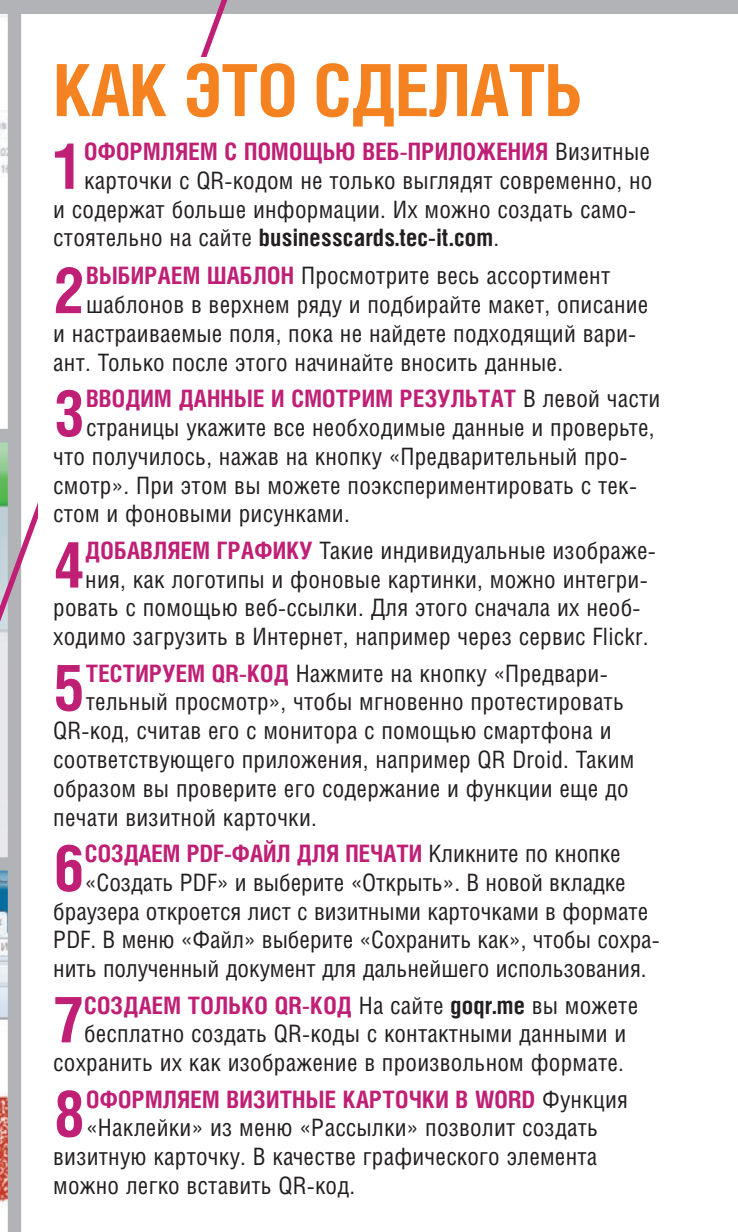 КАК ЭТО СДЕЛАТЬ
1 ОФОРМЛЯЕМ С ПОМОЩЬЮ ВЕБ-ПРИЛОЖЕНИЯ Визитные
карточки с QR-кодом не только выглядят современно, но
и содержат больше информации. Их можно создать само-
стоятельно на сайте businesscards.tec-it.com.
2 ВЫБИРАЕМ ШАБЛОН Просмотрите весь ассортимент
шаблонов в верхнем ряду и подбирайте макет, описание
и настраиваемые поля, пока не найдете подходящий вари-
ант. Только после этого начинайте вносить данные.
3 ВВОДИМ ДАННЫЕ И СМОТРИМ РЕЗУЛЬТАТ В левой части
страницы укажите все необходимые данные и проверьте,
что получилось, нажав на кнопку «Предварительный про-
смотр». При этом вы можете поэкспериментировать с тек-
стом и фоновыми рисунками.
4 ДОБАВЛЯЕМ ГРАФИКУ Такие индивидуальные изображе-
ния, как логотипы и фоновые картинки, можно интегри-
ровать с помощью веб-ссылки. Для этого сначала их необ-
ходимо загрузить в Интернет, например через сервис Flickr.
5 ТЕСТИРУЕМ QR-КОД Нажмите на кнопку «Предвари-
тельный просмотр», чтобы мгновенно протестировать
QR-код, считав его с монитора с помощью смартфона и
соответствующего приложения, например QR Droid. Таким
образом вы проверите его содержание и функции еще до
печати визитной карточки.
6 СОЗДАЕМ PDF-ФАЙЛ ДЛЯ ПЕЧАТИ Кликните по кнопке
«Создать PDF» и выберите «Открыть». В новой вкладке
браузера откроется лист с визитными карточками в формате
PDF. В меню «Файл» выберите «Сохранить как», чтобы сохра-
нить полученный документ для дальнейшего использования.
7 СОЗДАЕМ ТОЛЬКО QR-КОД На сайте goqr.me вы можете
бесплатно создать QR-коды с контактными данными и
сохранить их как изображение в произвольном формате.
8 ОФОРМЛЯЕМ ВИЗИТНЫЕ КАРТОЧКИ В WORD Функция
«Наклейки» из меню «Рассылки» позволит создать
визитную карточку. В качестве графического элемента
можно легко вставить QR-код.